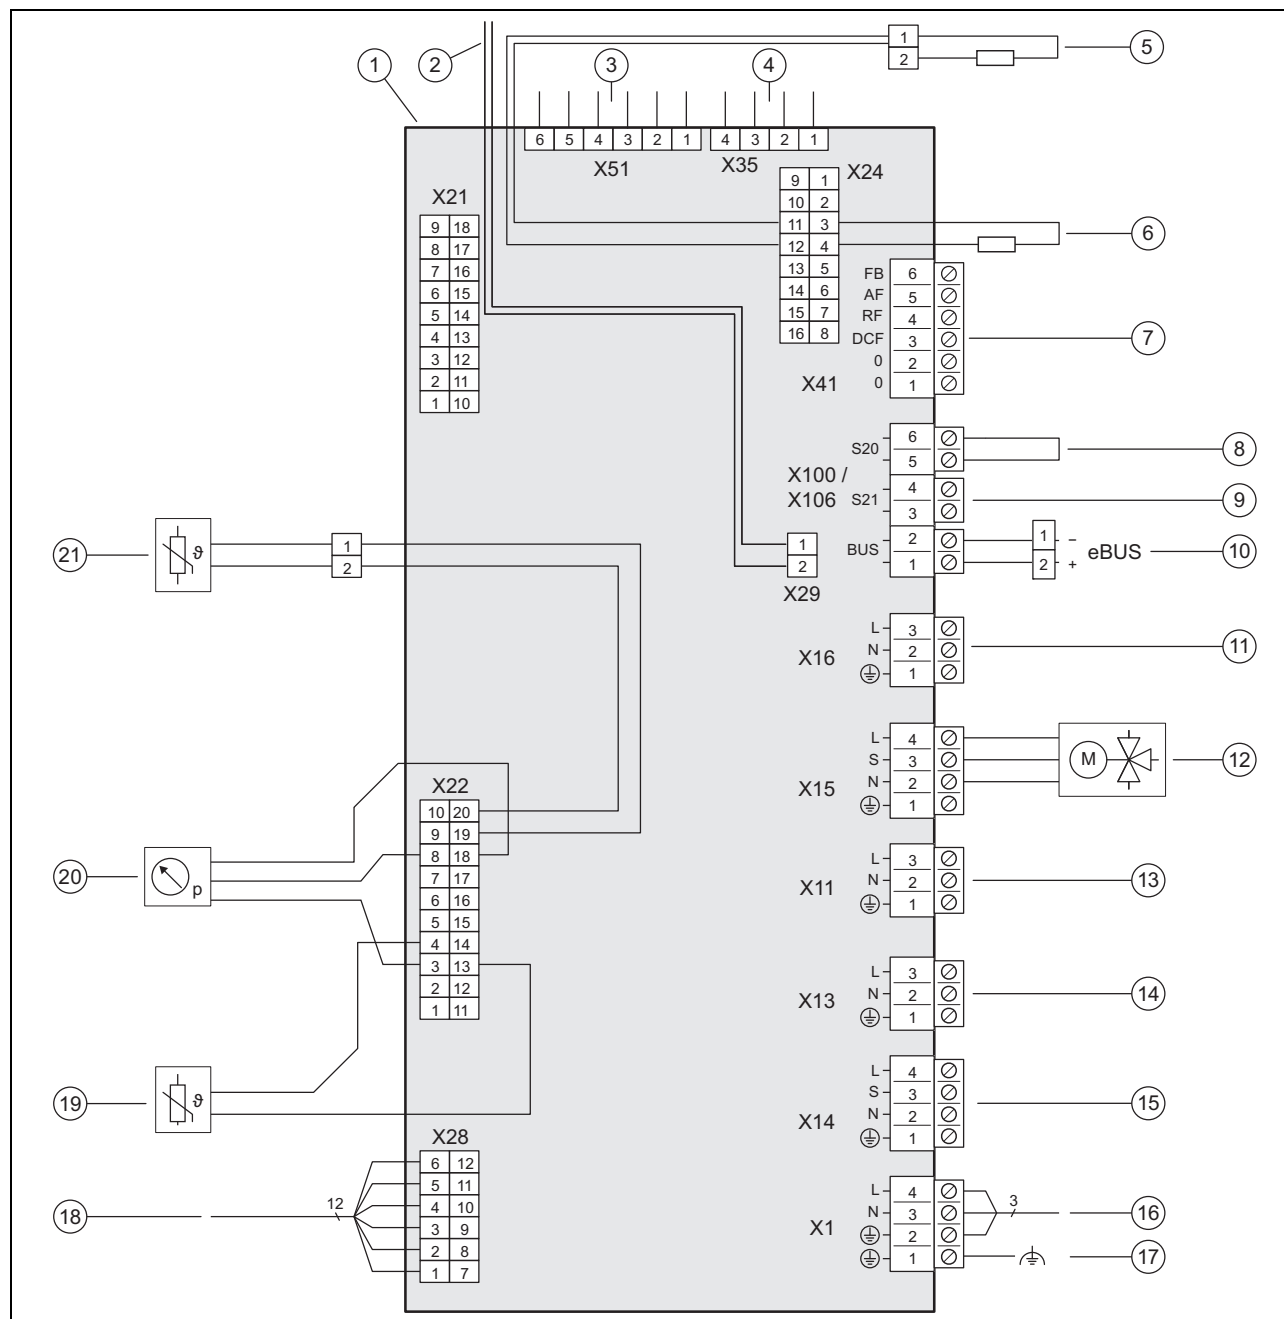 1
2
5
1
2
3
4
6 5 4 3 2 1
4 3 2 1
X51
X35
X24
9 1
10 2
11 3
12 4
13 5
14 6
15 7
16 8
6
X21
9 18
8 17
7 16
6 15
5 14
4 13
3 12
2 11
1 10
FB 6
AF 5
RF 4
DCF 3
0 2
0 1
X41
7
X100 /
X106
S20
6
5
8
S21
4
3
9
BUS
2
1
1 –
2 +
eBUS
10
1
2
X29
21
ϑ
1
2
X16
L 3
N 2
1
11
X15
L 4
S 3
N 2
1
M
12
X22
10 20
9 19
8 18
7 17
6 16
5 15
4 14
3 13
2 12
1 11
20
p
X11
L 3
N 2
1
13
X13
L 3
N 2
1
14
19
ϑ
X14
L 4
S 3
N 2
1
15
X28
6 12
5 11
4 10
3 9
2 8
1 7
18
12
X1
L 4
N 3
2
1
3
16
17